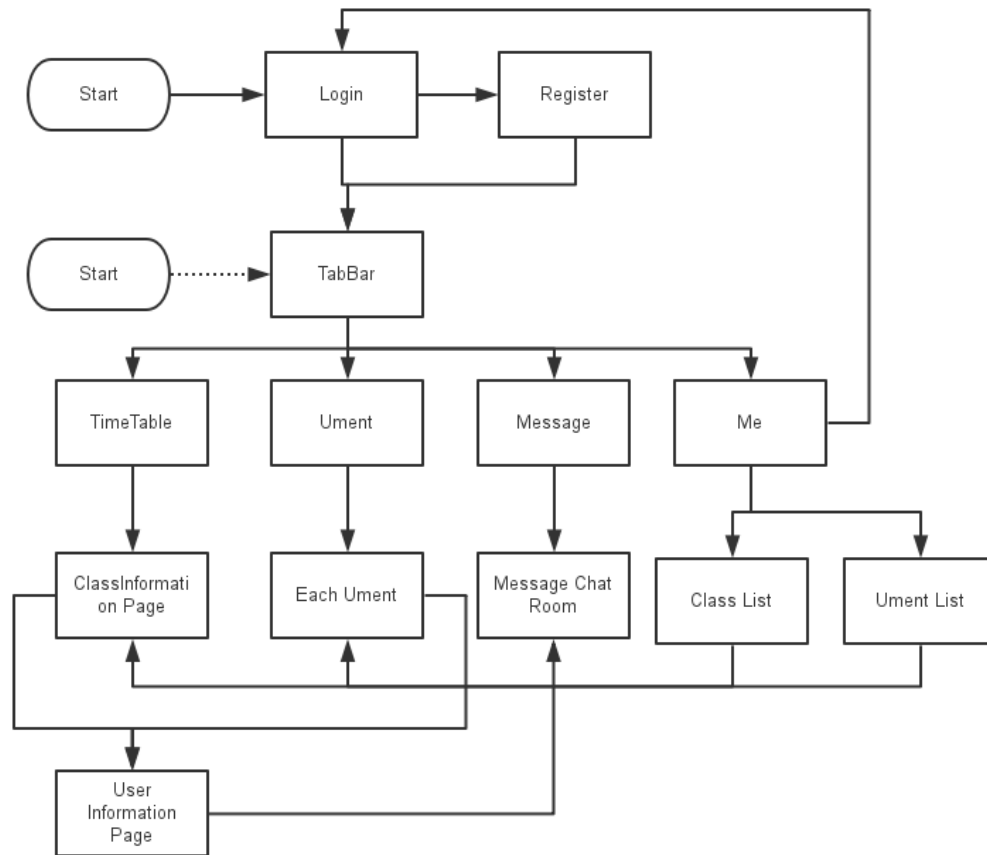 Start
Login
Register
Start
TabBar
TimeTable
Ument
Message
Me
ClassInformati
on Page
Each Ument
Message Chat
Room
Class List
Ument List
User
Information
Page